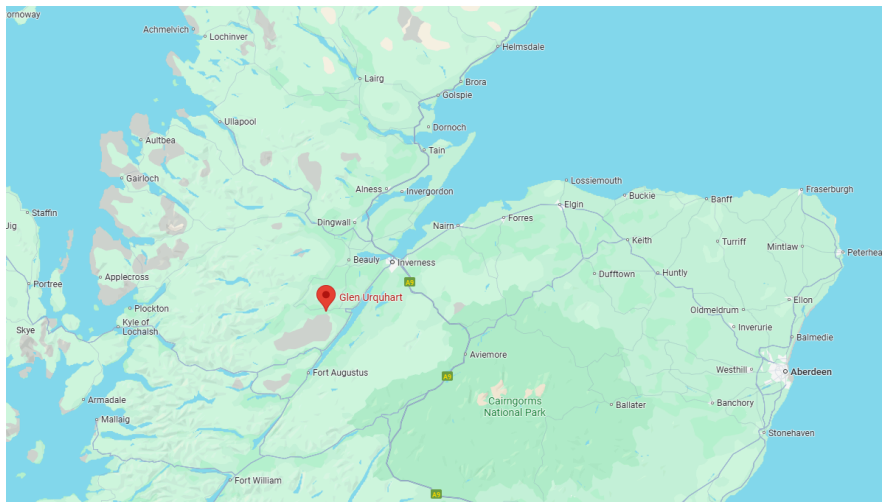 ornoway
Achmelvich
Lochinver
Helmsdale
Lairg
Brora
Golspie
Ullapool
Dornoch
Aultbea
Tain
Gairloch
Alness
Invergordon
Lossiemouth
Buckie
Banff
Fraserburgh
Staffin
Jig
Dingwall
Nairn
Forres
Elgin
Keith
Turriff
Mintlaw
Peterhea
Beauly
Inverness
Applecross
Portree
A9
Dufftown
Huntly
Glen Urquhart
Plockton
Ellon
Oldmeldrum
Skye
Kyle of
Lochalsh
Inverurie
Balmedie
Aviemore
Fort Augustus
A9
Westhill
Aberdeen
Armadale
Cairngorms
National Park
Ballater
Banchory
Mallaig
Stonehaven
Fort William
A9